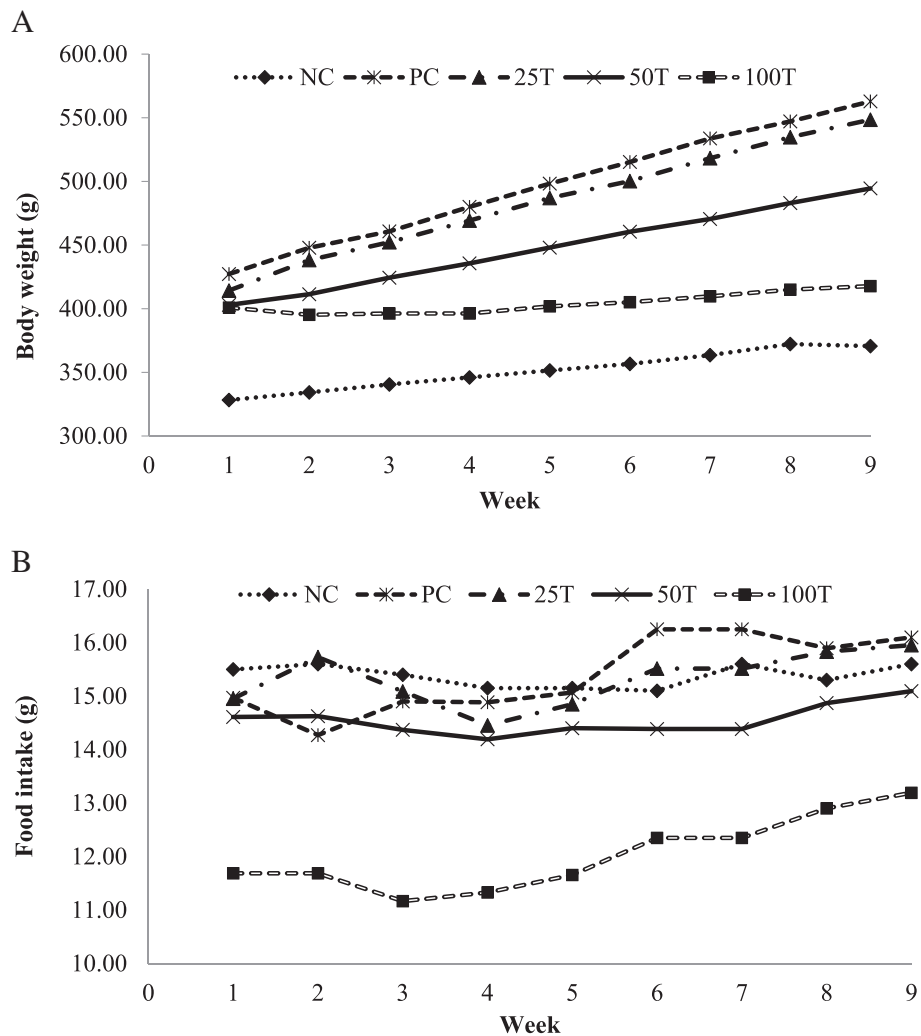 A
600.00
NC PC 25T 50T 100T
550.00
500.00
450.00
400.00
350.00
300.00
Body weight (g)
0 1 2 3 4 5 6 7 8 9
Week
B
17.00
NC PC 25T 50T 100T
16.00
15.00
14.00
13.00
12.00
11.00
10.00
Food intake (g)
0 1 2 3 4 5 6 7 8 9
Week